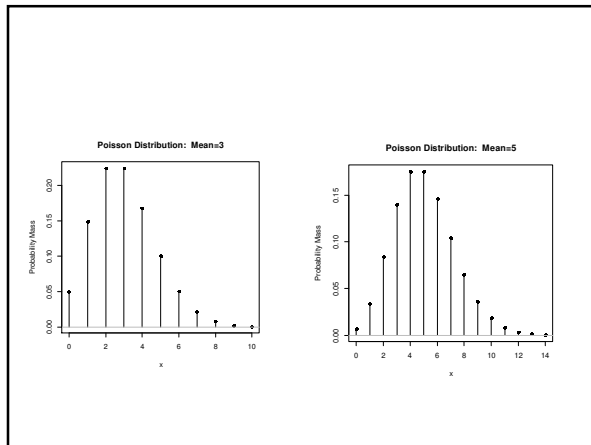 Poisson Distribution: Mean=3
Probability Mass
0.00 0.05 0.10 0.15 0.20
0 2 4 6 8 10
x
Poisson Distribution: Mean=5
Probability Mass
0.00 0.05 0.10 0.15
0 2 4 6 8 10 12 14
x